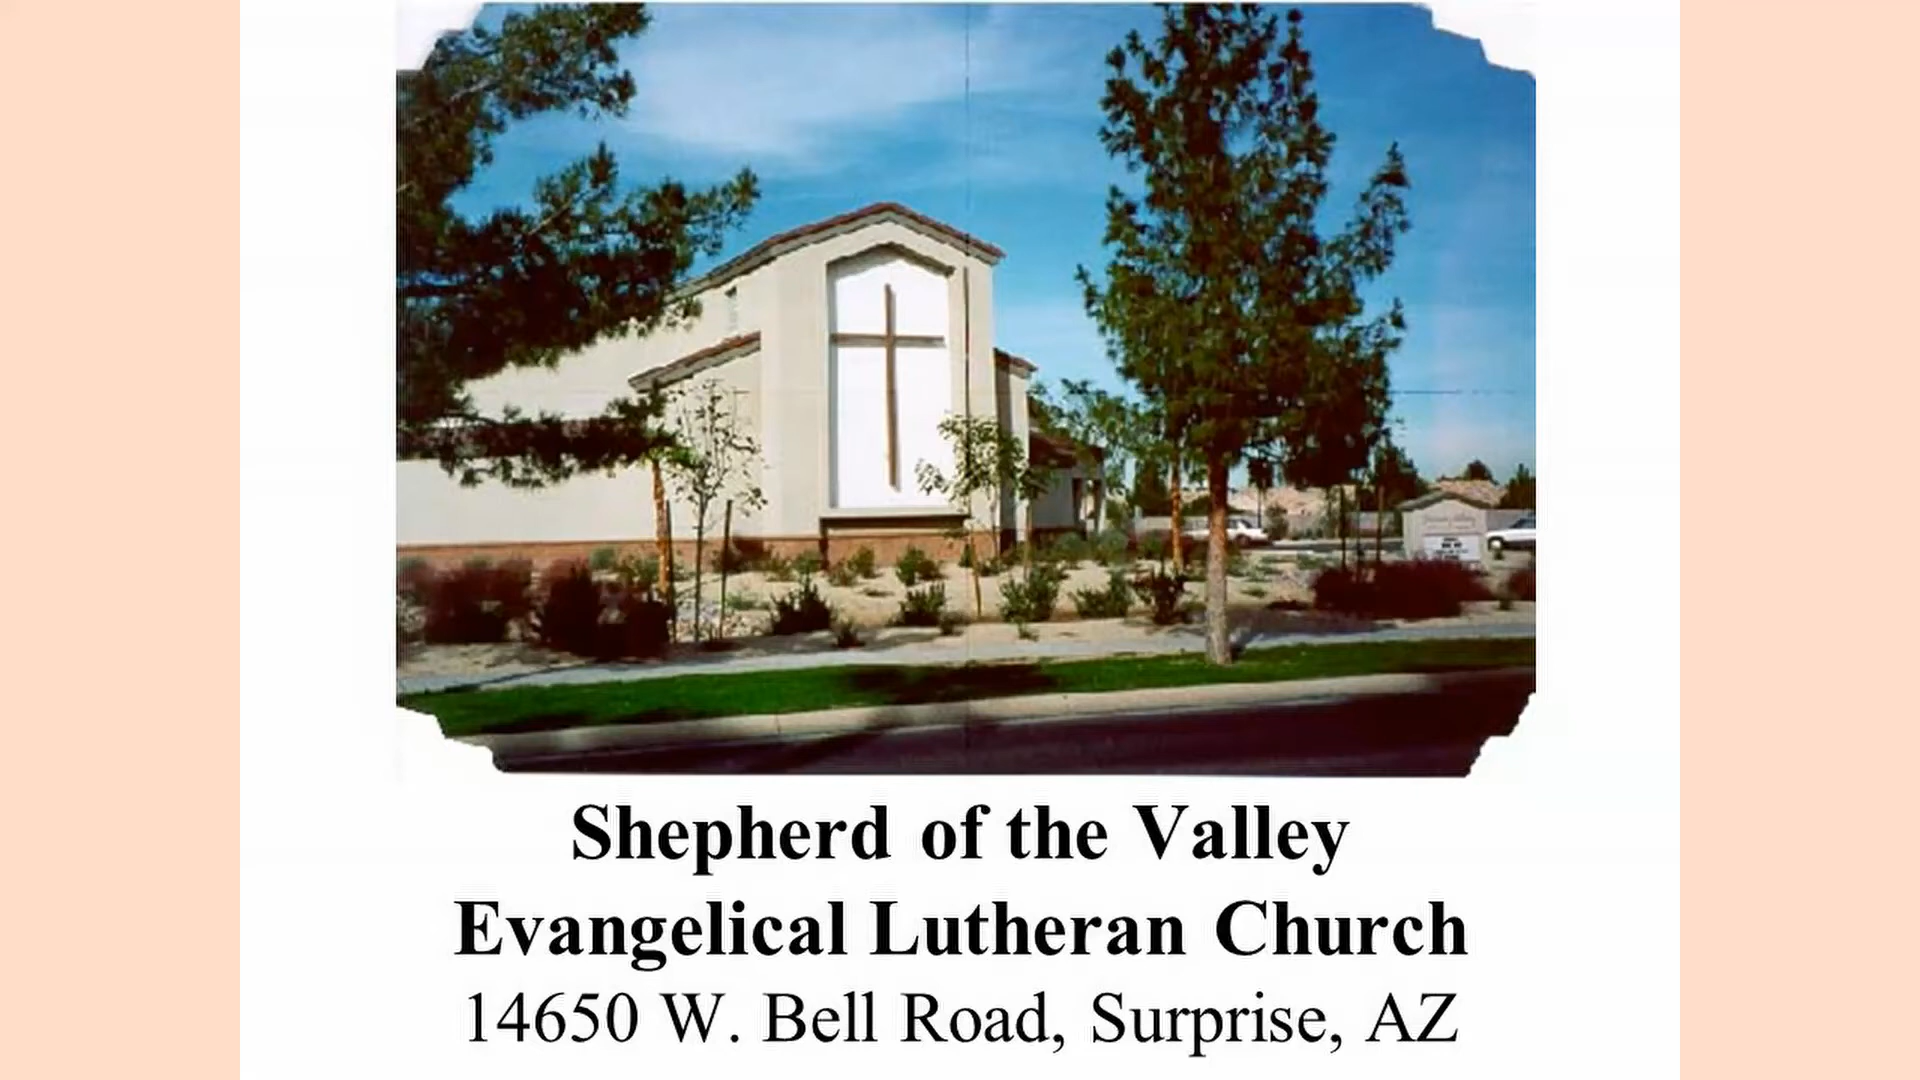 Shepherd of the Valley
Evangelical Lutheran Church
14650 W. Bell Road, Surprise, AZ